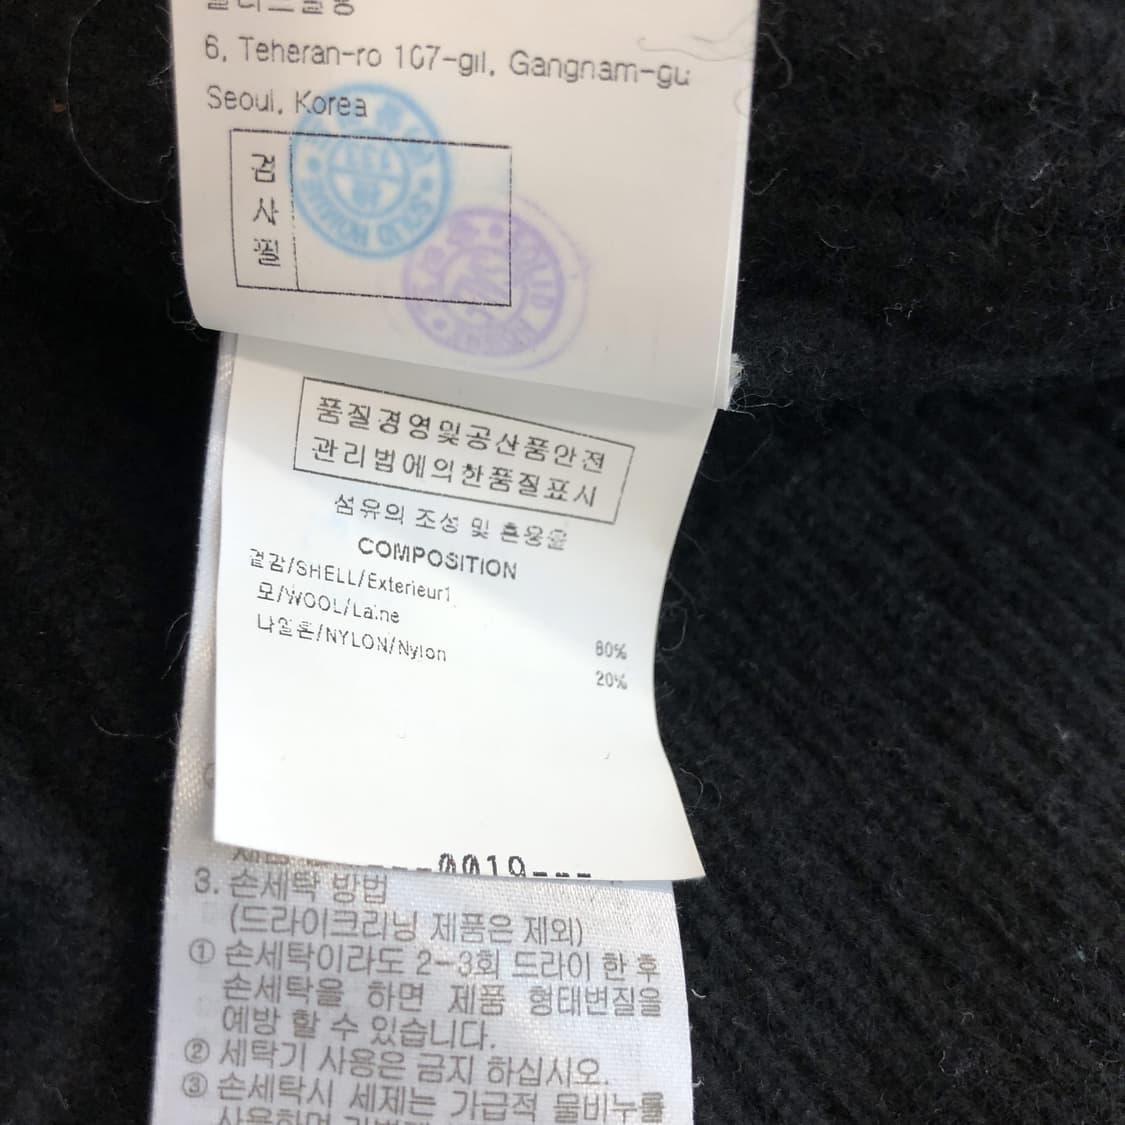 6, Teheran-ro 107-gil, Gangnam-gu
Seoul, Korea
검
사
필
SOLID HOMME
SOLID
품질경영및공산품안전
관리법에의한품질표시
섬유의 조성 및 혼용율
COMPOSITION
겉감/SHELL/Exterieur1
모/WOOL/Laine
80%
나일론/NYLON/Nylon
20%
0019---
3. 손세탁 방법
(드라이크리닝 제품은 제외)
① 손세탁이라도 2-3회 드라이 한 후
손세탁을 하면 제품 형태변질을
예방 할 수 있습니다.
② 세탁기 사용은 금지 하십시오.
③ 손세탁시 세제는 가급적 물비누를